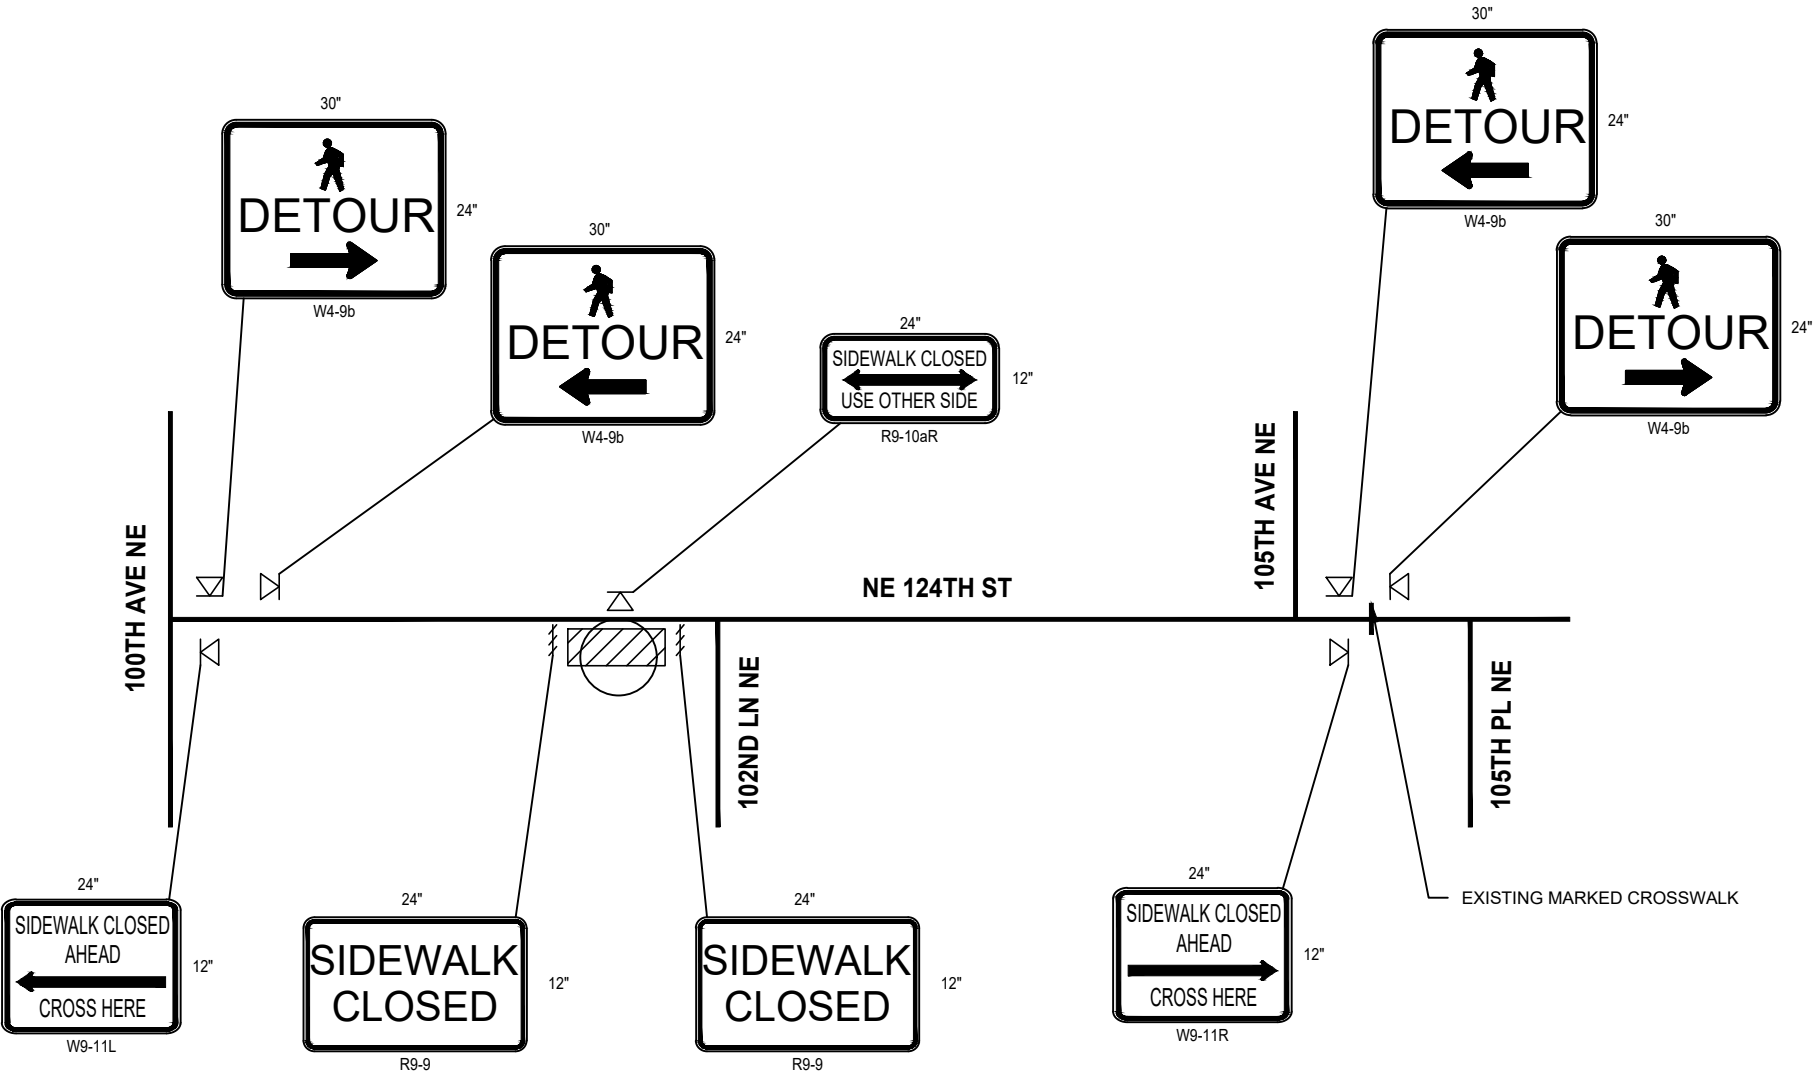 30"
DETOUR
24"
W4-9b
30"
DETOUR
24"
W4-9b
24"
SIDEWALK CLOSED
USE OTHER SIDE
12"
R9-10aR
30"
DETOUR
24"
W4-9b
30"
DETOUR
24"
W4-9b
100TH AVE NE
NE 124TH ST
105TH AVE NE
102ND LN NE
105TH PL NE
24"
SIDEWALK CLOSED
AHEAD
CROSS HERE
12"
W9-11L
24"
SIDEWALK
CLOSED
12"
R9-9
24"
SIDEWALK
CLOSED
12"
R9-9
24"
SIDEWALK CLOSED
AHEAD
CROSS HERE
12"
W9-11R
EXISTING MARKED CROSSWALK